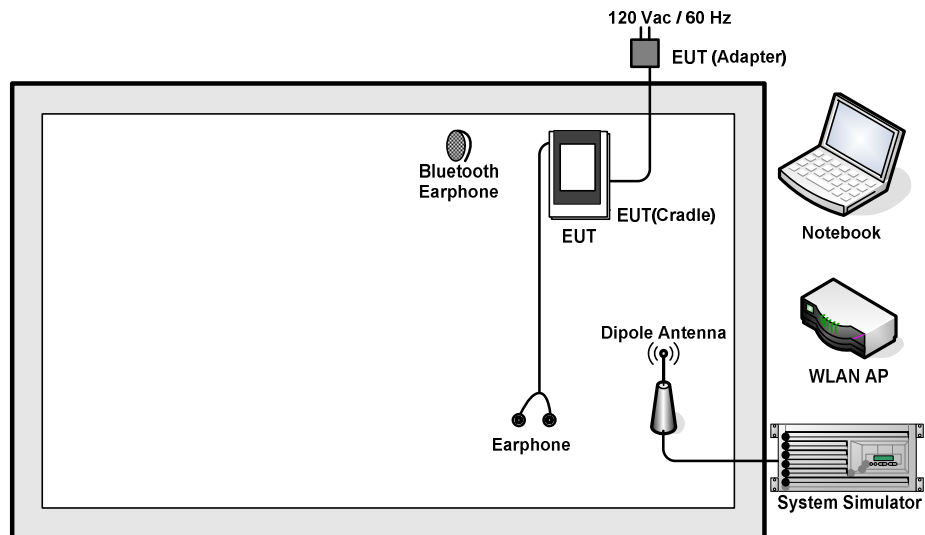 120 Vac / 60 Hz
EUT (Adapter)
Bluetooth
Earphone
EUT(Cradle)
EUT
Notebook
Dipole Antenna
WLAN AP
Earphone
System Simulator